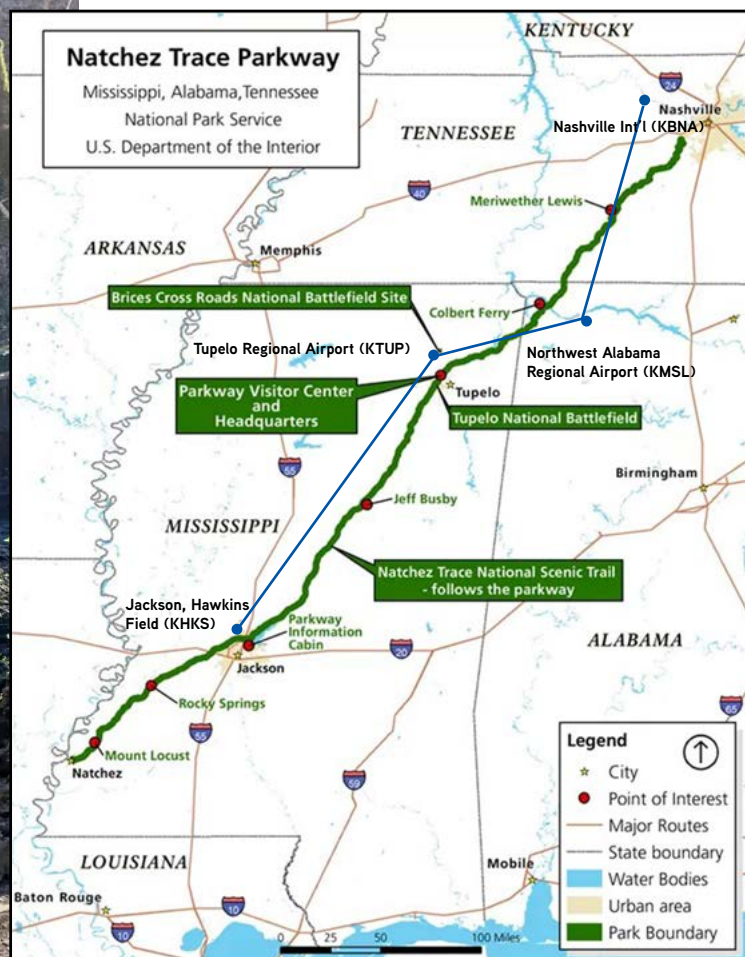 Natchez Trace Parkway
Mississippi, Alabama,Tennessee
National Park Service
U.S. Department of the Interior
KENTUCKY
24
Nashville
Nashville Int'l (KBNA)
TENNESSEE
40
Meriwether Lewis
ARKANSAS
Memphis
Brices Cross Roads National Battlefield Site
Colbert Ferry
Tupelo Regional Airport (KTUP)
Northwest Alabama
Regional Airport (KMSL)
Parkway Visitor Center
and
Headquarters
Tupelo
Tupelo National Battlefield
55
Birmingham
Jeff Busby
MISSISSIPPI
Natchez Trace National Scenic Trail
- follows the parkway
Jackson, Hawkins
Field (KHKS)
Parkway
Information
Cabin
ALABAMA
20
Jackson
Rocky Springs
65
55
Mount Locust
Natchez
59
Legend
City
Point of Interest
Major Routes
State boundary
Water Bodies
Urban area
Park Boundary
LOUISIANA
Mobile
Baton Rouge
10
10
10
0 25 50 100 Miles